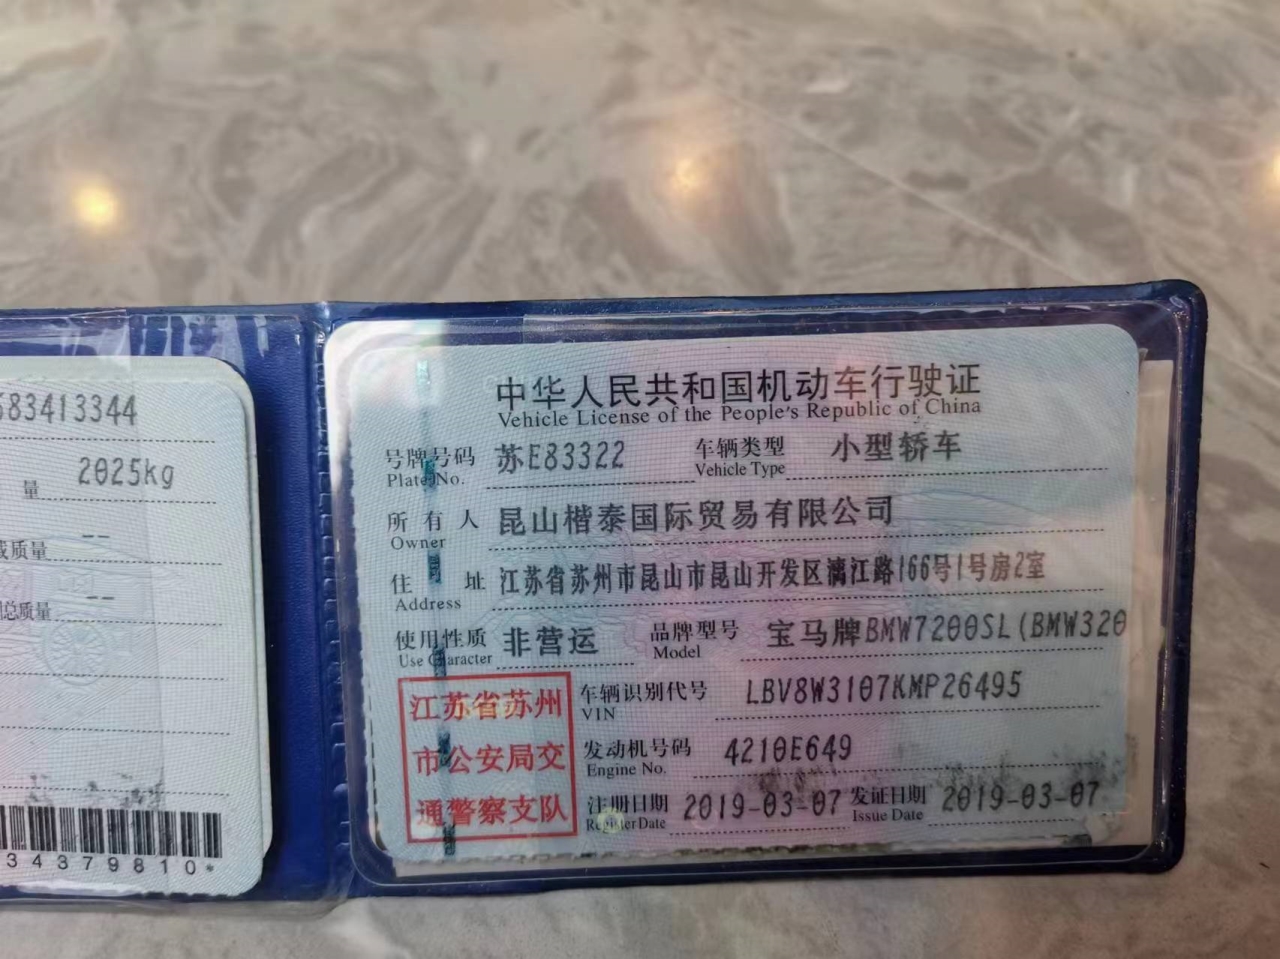 683413344
量 2025kg
质量 --
总质量 --
34379810*
中华人民共和国机动车行驶证
Vehicle License of the People's Republic of China
号牌号码 苏E83322 车辆类型 小型轿车
Plate No. Vehicle Type
所有人 昆山楷泰国际贸易有限公司
Owner
住址 江苏省苏州市昆山市昆山开发区漓江路166号1号房2室
Address
使用性质 非营运 品牌型号 宝马牌BMW7200SL(BMW320
Use Character Model
江苏省苏州
市公安局交
通警察支队
车辆识别代号 LBV8W3107KMP26495
VIN
发动机号码 4210E649
Engine No.
注册日期 2019-03-07 发证日期 2019-03-07
Register Date Issue Date